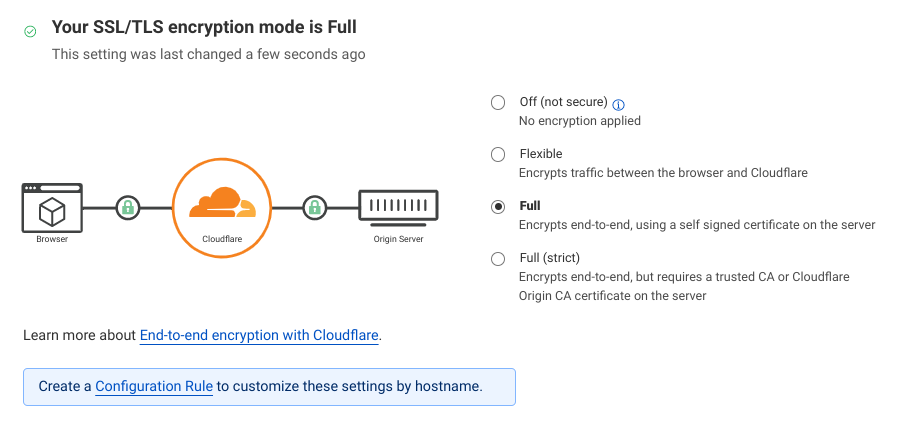 Your SSL/TLS encryption mode is Full
This setting was last changed a few seconds ago
Off (not secure)
No encryption applied
Flexible
Encrypts traffic between the browser and Cloudflare
Full
Encrypts end-to-end, using a self signed certificate on the server
Full (strict)
Encrypts end-to-end, but requires a trusted CA or Cloudflare
Origin CA certificate on the server
Browser
Cloudflare
Origin Server
Learn more about End-to-end encryption with Cloudflare.
Create a Configuration Rule to customize these settings by hostname.